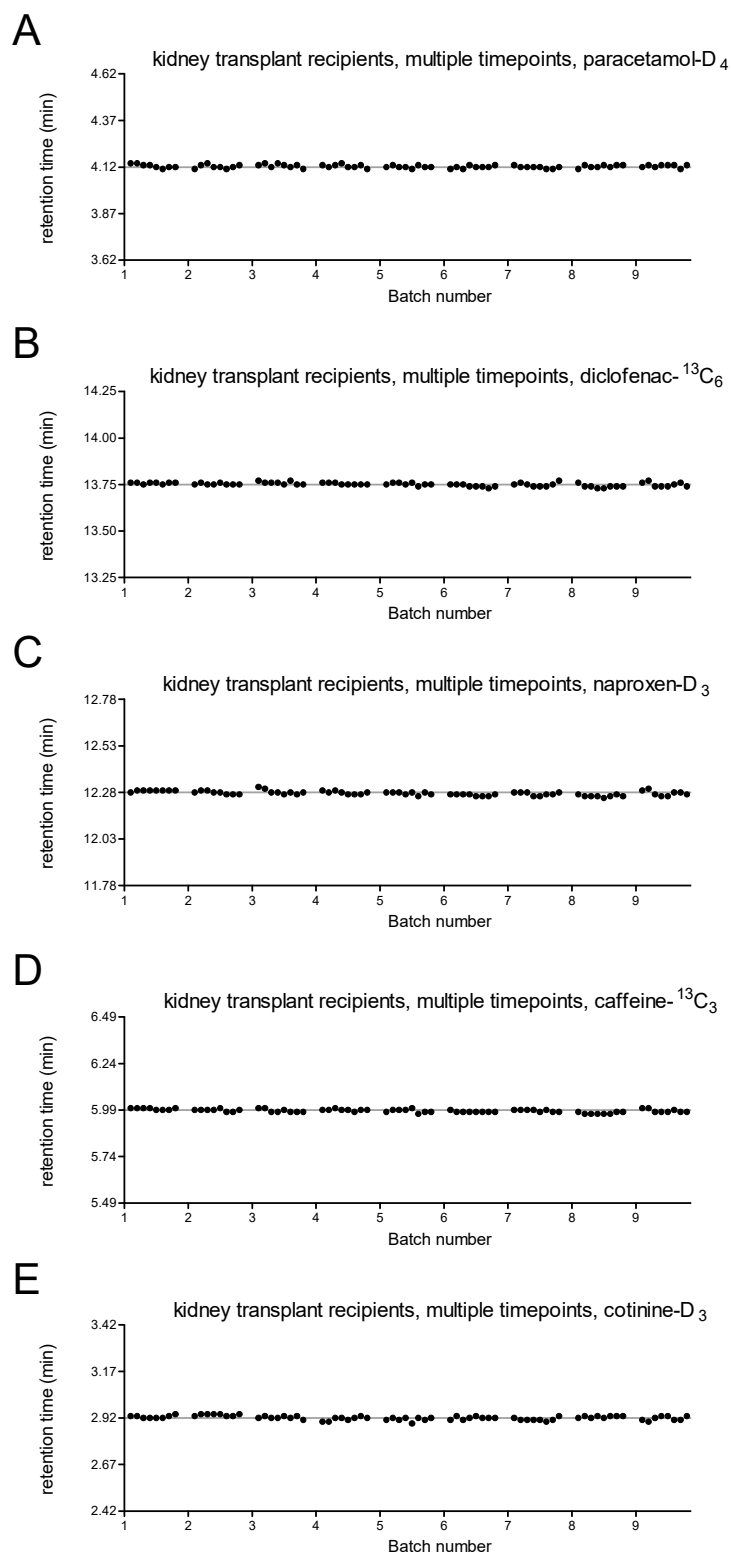 A
kidney transplant recipients, multiple timepoints, paracetamol-D4
retention time (min)
4.62
4.37
4.12
3.87
3.62
1 2 3 4 5 6 7 8 9
Batch number
B
kidney transplant recipients, multiple timepoints, diclofenac-¹³C₆
retention time (min)
14.25
14.00
13.75
13.50
13.25
1 2 3 4 5 6 7 8 9
Batch number
C
kidney transplant recipients, multiple timepoints, naproxen-D₃
retention time (min)
12.78
12.53
12.28
12.03
11.78
1 2 3 4 5 6 7 8 9
Batch number
D
kidney transplant recipients, multiple timepoints, caffeine-¹³C₃
retention time (min)
6.49
6.24
5.99
5.74
5.49
1 2 3 4 5 6 7 8 9
Batch number
E
kidney transplant recipients, multiple timepoints, cotinine-D₃
retention time (min)
3.42
3.17
2.92
2.67
2.42
1 2 3 4 5 6 7 8 9
Batch number